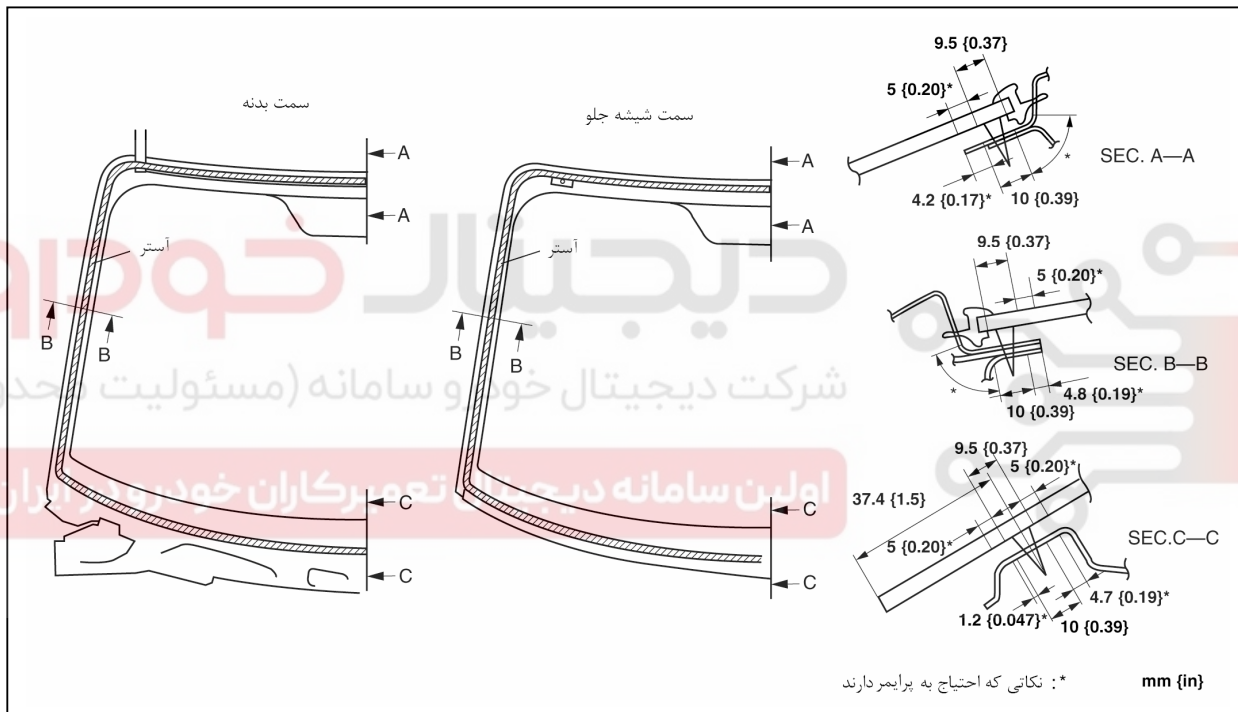 سمت بدنه
سمت شیشه جلو
آستر
آستر
A
A
B
B
C
C
A
A
B
B
C
C
9.5 {0.37}
5 {0.20}*
*
SEC. A—A
4.2 {0.17}*
10 {0.39}
9.5 {0.37}
5 {0.20}*
SEC. B—B
*
4.8 {0.19}*
10 {0.39}
9.5 {0.37}
5 {0.20}*
37.4 {1.5}
5 {0.20}*
SEC.C—C
4.7 {0.19}*
1.2 {0.047}*
10 {0.39}
*: نکاتی که احتیاج به پرایمر دارند
mm {in}
دیجیتال خودرو
شرکت دیجیتال خودرو سامانه (مسئولیت محدو
اولین سامانه دیجیتال تعمیرکاران خودرو در ایران